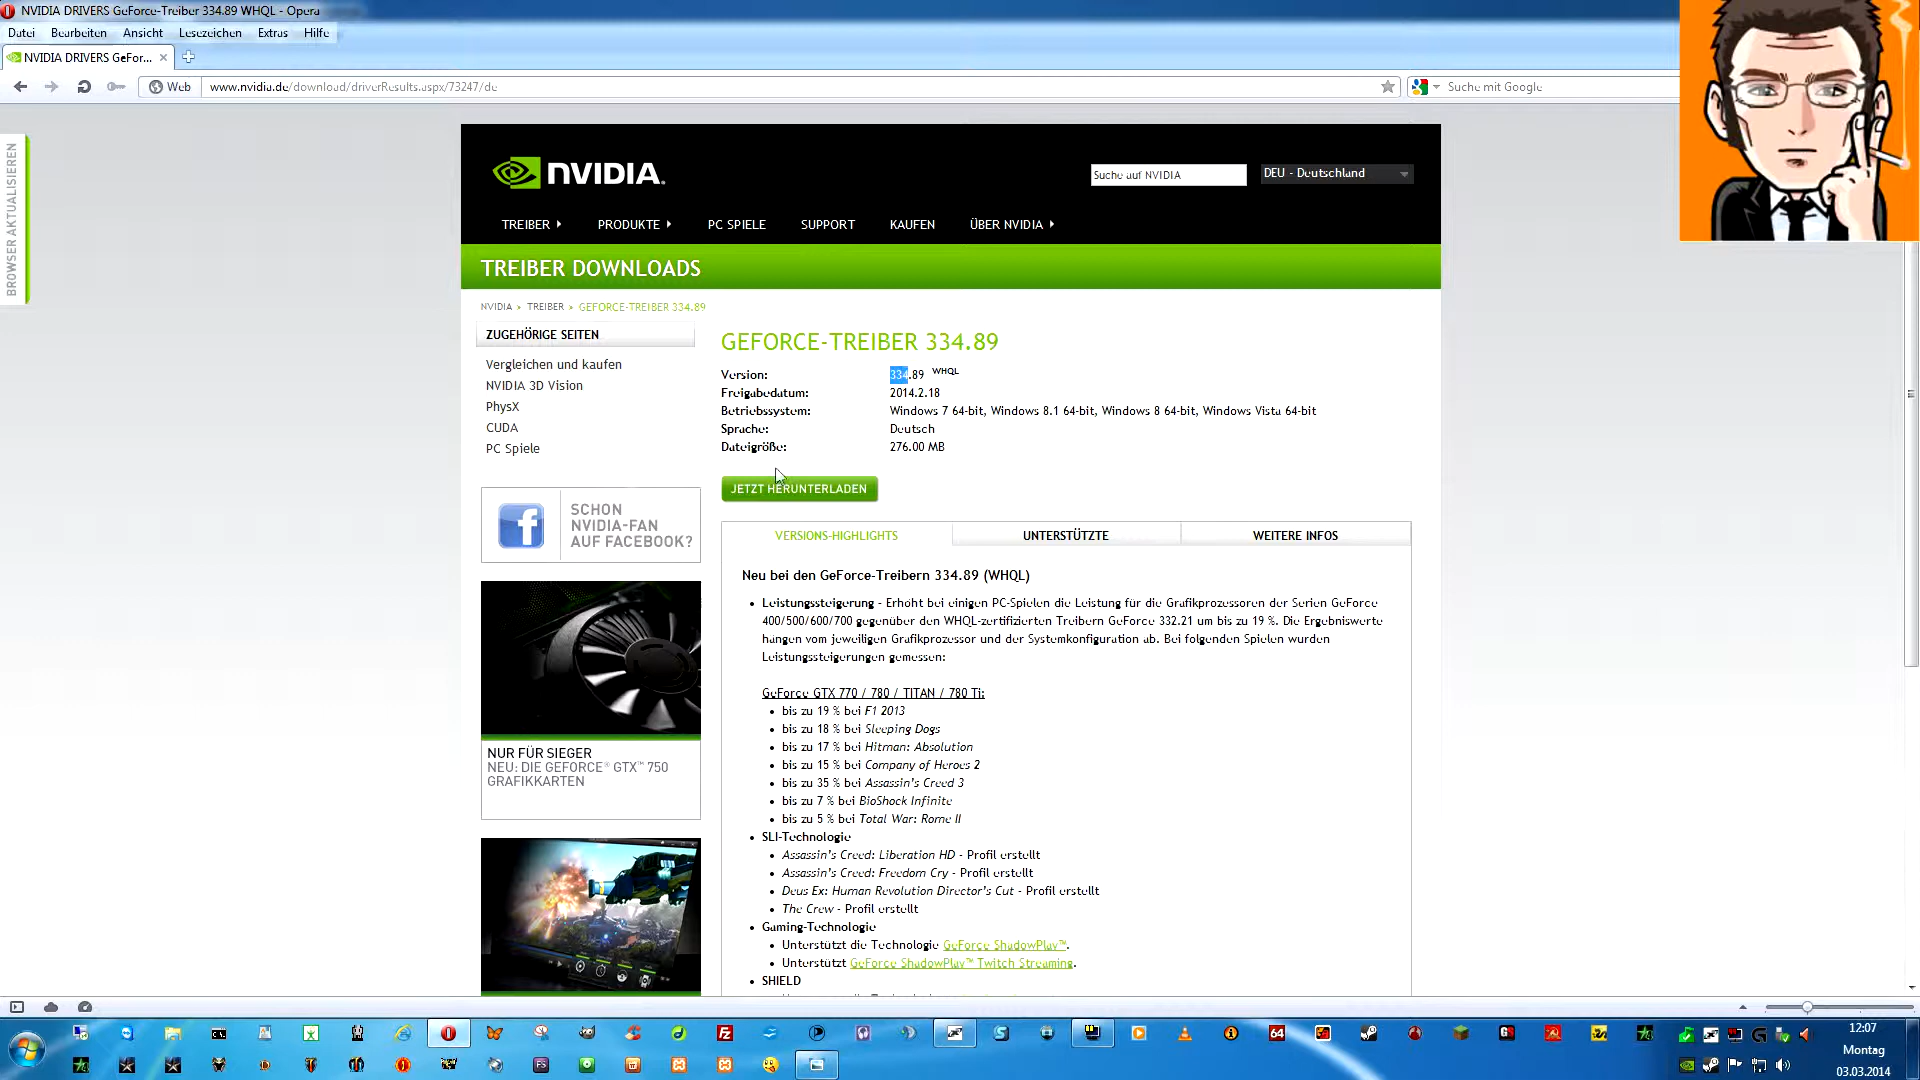 NVIDIA DRIVERS GeForce-Treiber 334.89 WHQL - Opera
Datei Bearbeiten Ansicht Lesezeichen Extras Hilfe
NVIDIA DRIVERS GeFor...
Web www.nvidia.de/download/driverResults.aspx/73247/de
Suche mit Google
BROWSER AKTUALISIEREN
NVIDIA.
Suche auf NVIDIA
DEU - Deutschland
TREIBER PRODUKTE PC SPIELE SUPPORT KAUFEN ÜBER NVIDIA
TREIBER DOWNLOADS
NVIDIA > TREIBER > GEFORCE-TREIBER 334.89
ZUGEHÖRIGE SEITEN
Vergleichen und kaufen
NVIDIA 3D Vision
PhysX
CUDA
PC Spiele
SCHON
NVIDIA-FAN
AUF FACEBOOK?
NUR FÜR SIEGER
NEU: DIE GEFORCE® GTX™ 750
GRAFIKKARTEN
GEFORCE-TREIBER 334.89
Version: 334.89 WHQL
Freigabedatum: 2014.2.18
Betriebssystem: Windows 7 64-bit, Windows 8.1 64-bit, Windows 8 64-bit, Windows Vista 64-bit
Sprache: Deutsch
Dateigröße: 276.00 MB
JETZT HERUNTERLADEN
VERSIONS-HIGHLIGHTS UNTERSTÜTZTE WEITERE INFOS
Neu bei den GeForce-Treibern 334.89 (WHQL)
• Leistungssteigerung - Erhöht bei einigen PC-Spielen die Leistung für die Grafikprozessoren der Serien GeForce
400/500/600/700 gegenüber den WHQL-zertifizierten Treibern GeForce 332.21 um bis zu 19 %. Die Ergebniswerte
hängen vom jeweiligen Grafikprozessor und der Systemkonfiguration ab. Bei folgenden Spielen wurden
Leistungssteigerungen gemessen:
GeForce GTX 770 / 780 / TITAN / 780 Ti:
• bis zu 19 % bei F1 2013
• bis zu 18 % bei Sleeping Dogs
• bis zu 17 % bei Hitman: Absolution
• bis zu 15 % bei Company of Heroes 2
• bis zu 35 % bei Assassin's Creed 3
• bis zu 7 % bei BioShock Infinite
• bis zu 5 % bei Total War: Rome II
• SLI-Technologie
• Assassin's Creed: Liberation HD - Profil erstellt
• Assassin's Creed: Freedom Cry - Profil erstellt
• Deus Ex: Human Revolution Director's Cut - Profil erstellt
• The Crew - Profil erstellt
• Gaming-Technologie
• Unterstützt die Technologie GeForce ShadowPlay™.
• Unterstützt GeForce ShadowPlay™ Twitch Streaming.
• SHIELD
12:07
Montag
03.03.2014